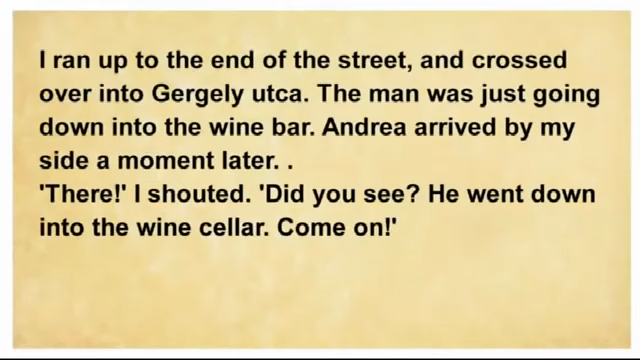 I ran up to the end of the street, and crossed
over into Gergely utca. The man was just going
down into the wine bar. Andrea arrived by my
side a moment later. .
'There!' I shouted. 'Did you see? He went down
into the wine cellar. Come on!'